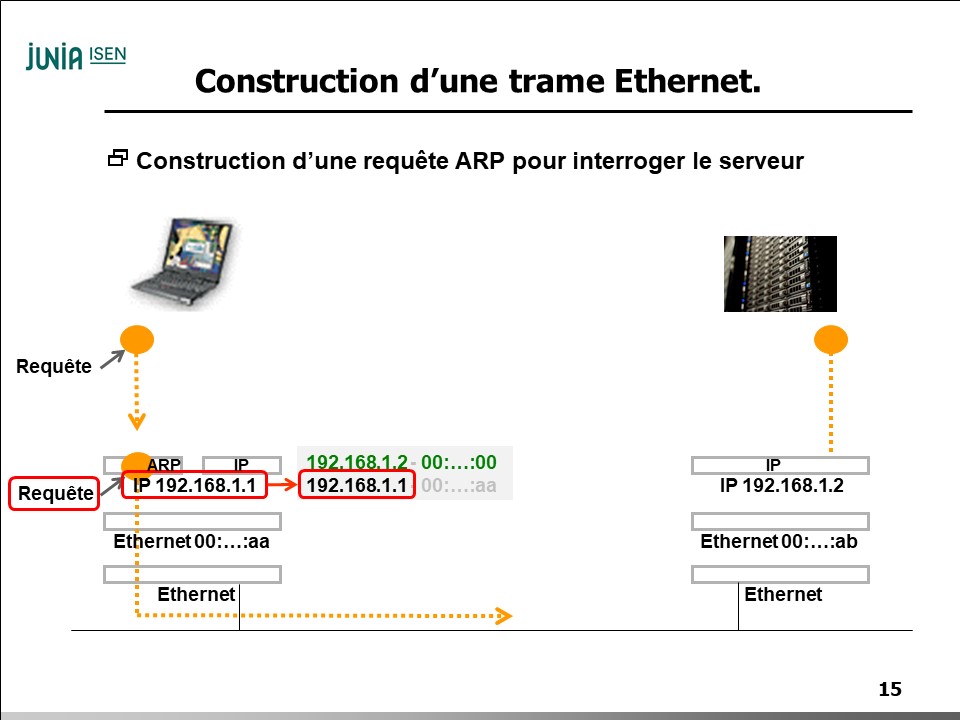 JUNIA ISEN
Construction d’une trame Ethernet.
Construction d’une requête ARP pour interroger le serveur
Requête
ARP
IP
192.168.1.2 - 00:…:00
IP
Requête
IP 192.168.1.1
192.168.1.1 - 00:…:aa
IP 192.168.1.2
Ethernet 00:…:aa
Ethernet 00:…:ab
Ethernet
Ethernet
15